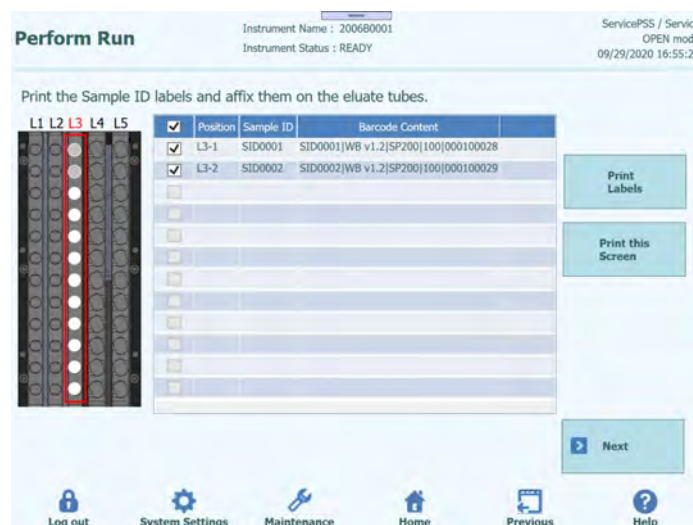 Perform Run
Instrument Name : 200680001
Instrument Status : READY
ServicePSS / Servic
OPEN mod
09/29/2020 16:55:2
Print the Sample ID labels and affix them on the eluate tubes.
L1 L2 L3 L4 L5
Position Sample ID Barcode Content
L3-1 SID0001 SID0001|WB v1.2|SP200|100|000100028
L3-2 SID0002 SID0002|WB v1.2|SP200|100|000100029
Print
Labels
Print this
Screen
Next
Log out System Settings Maintenance Home Previous Help